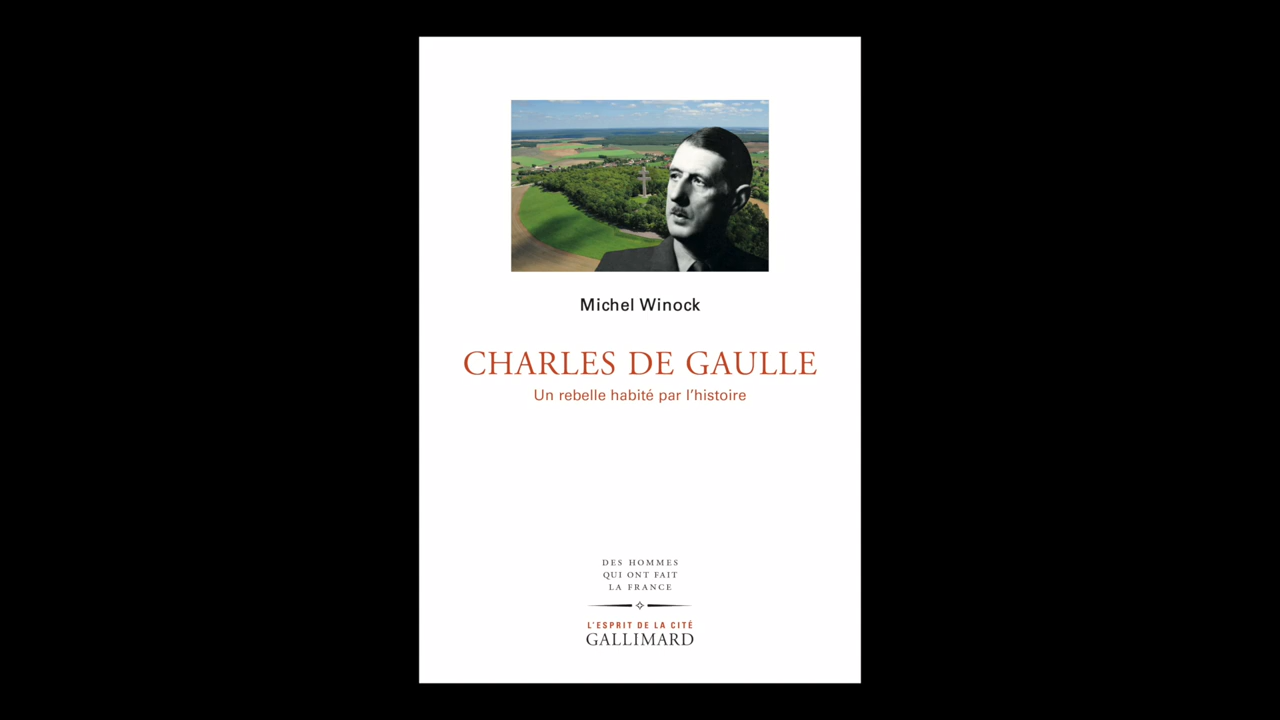 Michel Winock
CHARLES DE GAULLE
Un rebelle habité par l’histoire
DES HOMMES
QUI ONT FAIT
LA FRANCE
L’ESPRIT DE LA CITÉ
GALLIMARD